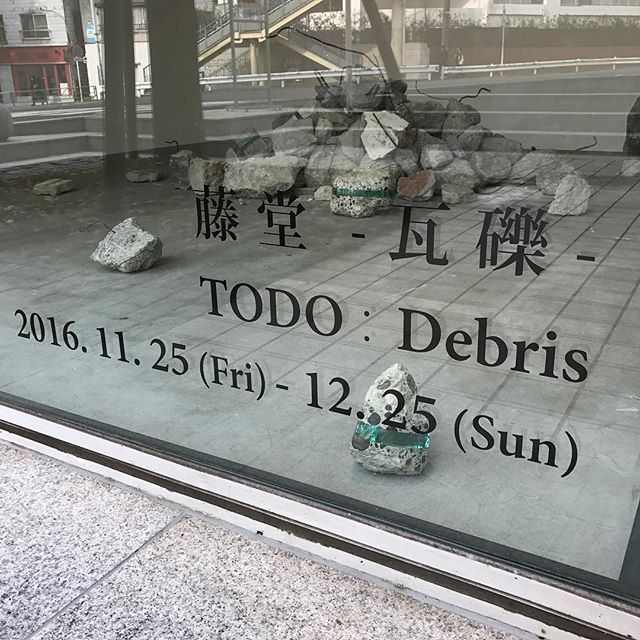 藤堂 - 瓦礫 -
TODO : Debris
2016. 11. 25 (Fri) - 12. 25 (Sun)